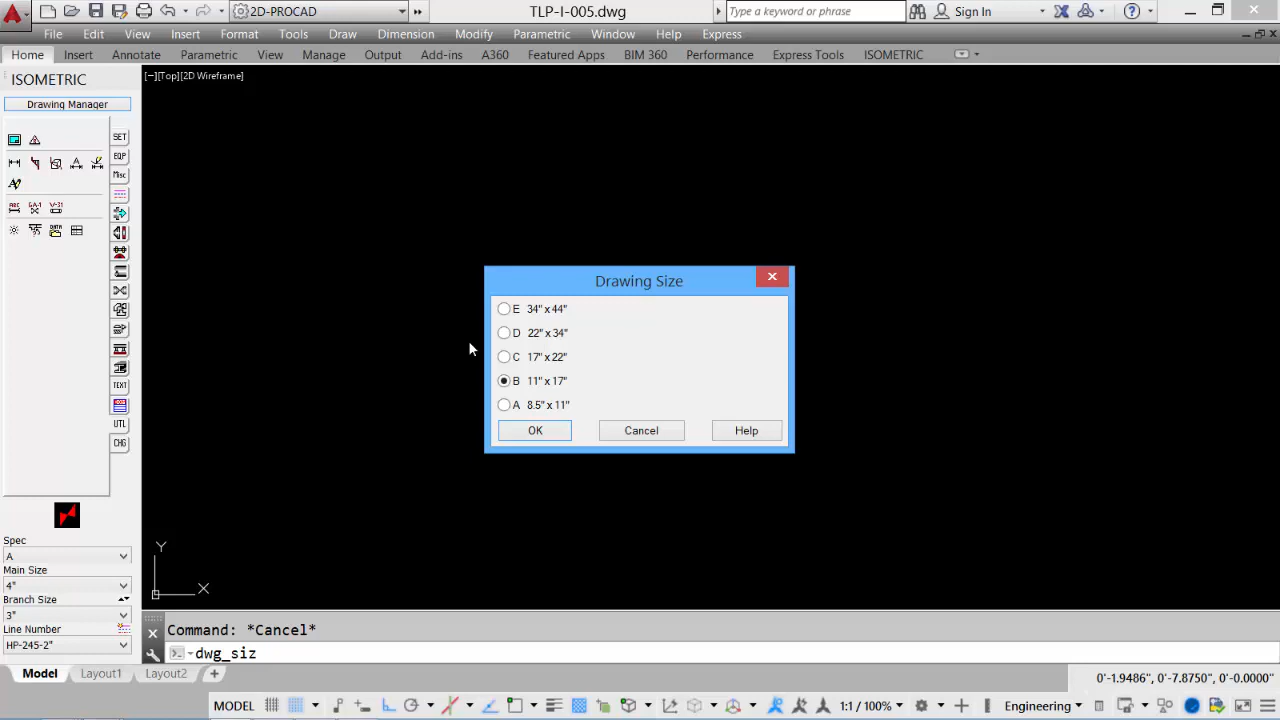 2D-PROCAD
TLP-I-005.dwg
Type a keyword or phrase
Sign In
File Edit View Insert Format Tools Draw Dimension Modify Parametric Window Help Express
Home Insert Annotate Parametric View Manage Output Add-ins A360 Featured Apps BIM 360 Performance Express Tools ISOMETRIC
ISOMETRIC
[−][Top][2D Wireframe]
Drawing Manager
SET
EQP
Misc
TEXT
UTL
CHG
Drawing Size
E 34" x 44"
D 22" x 34"
C 17" x 22"
B 11" x 17"
A 8.5" x 11"
OK Cancel Help
Spec
A
Main Size
4"
Branch Size
3"
Line Number
HP-245-2"
Y
X
Command: *Cancel*
dwg_siz
Model Layout1 Layout2 +
0'-1.9486", 0'-7.8750", 0'-0.0000"
MODEL
1:1 / 100%
Engineering